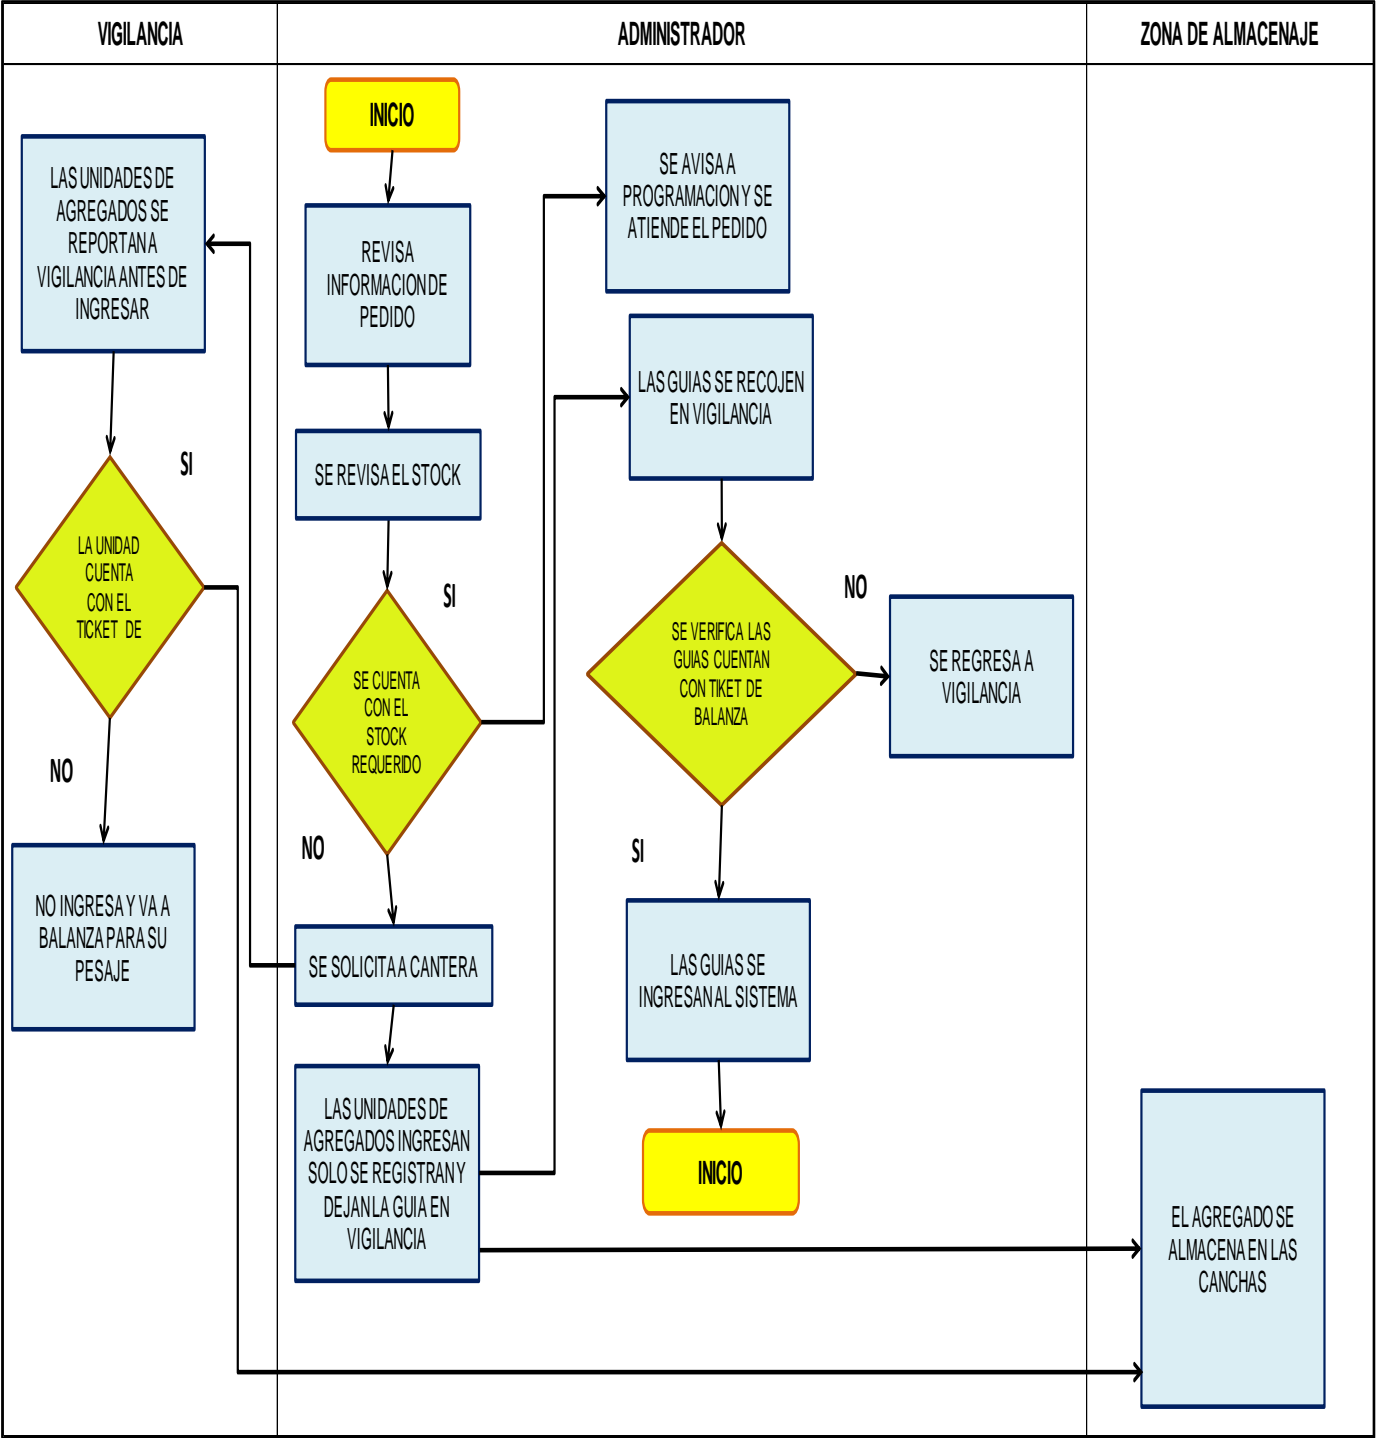 VIGILANCIA
ADMINISTRADOR
ZONA DE ALMACENAJE
LAS UNIDADES DE
AGREGADOS SE
REPORTAN A
VIGILANCIA ANTES DE
INGRESAR
SI
LA UNIDAD
CUENTA
CON EL
TICKET DE
NO
NO INGRESA Y VA A
BALANZA PARA SU
PESAJE
INICIO
REVISA
INFORMACION DE
PEDIDO
SE REVISA EL STOCK
SI
SE CUENTA
CON EL
STOCK
REQUERIDO
NO
SE SOLICITA A CANTERA
LAS UNIDADES DE
AGREGADOS INGRESAN
SOLO SE REGISTRAN Y
DEJAN LA GUIA EN
VIGILANCIA
SE AVISA A
PROGRAMACION Y SE
ATIENDE EL PEDIDO
LAS GUIAS SE RECOJEN
EN VIGILANCIA
SE VERIFICA LAS
GUIAS CUENTAN
CON TIKET DE
BALANZA
NO
SE REGRESA A
VIGILANCIA
SI
LAS GUIAS SE
INGRESAN AL SISTEMA
INICIO
EL AGREGADO SE
ALMACENA EN LAS
CANCHAS